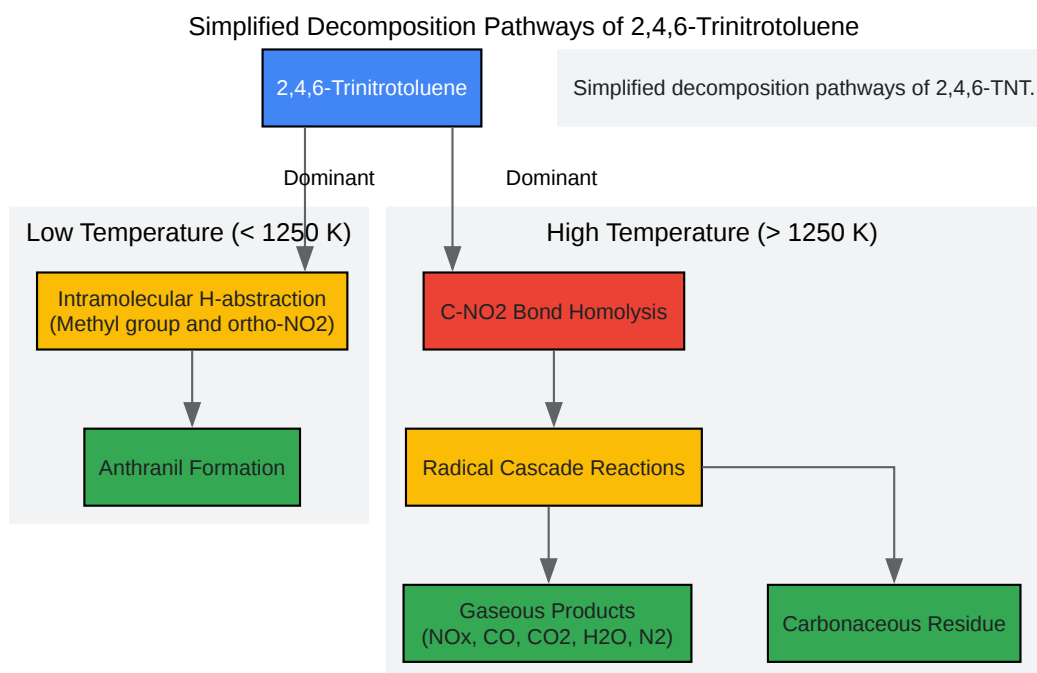 Simplified Decomposition Pathways of 2,4,6-Trinitrotoluene
2,4,6-Trinitrotoluene
Simplified decomposition pathways of 2,4,6-TNT.
Dominant
Dominant
Low Temperature (< 1250 K)
High Temperature (> 1250 K)
Intramolecular H-abstraction
(Methyl group and ortho-NO2)
C-NO2 Bond Homolysis
Anthranil Formation
Radical Cascade Reactions
Gaseous Products
(NOx, CO, CO2, H2O, N2)
Carbonaceous Residue